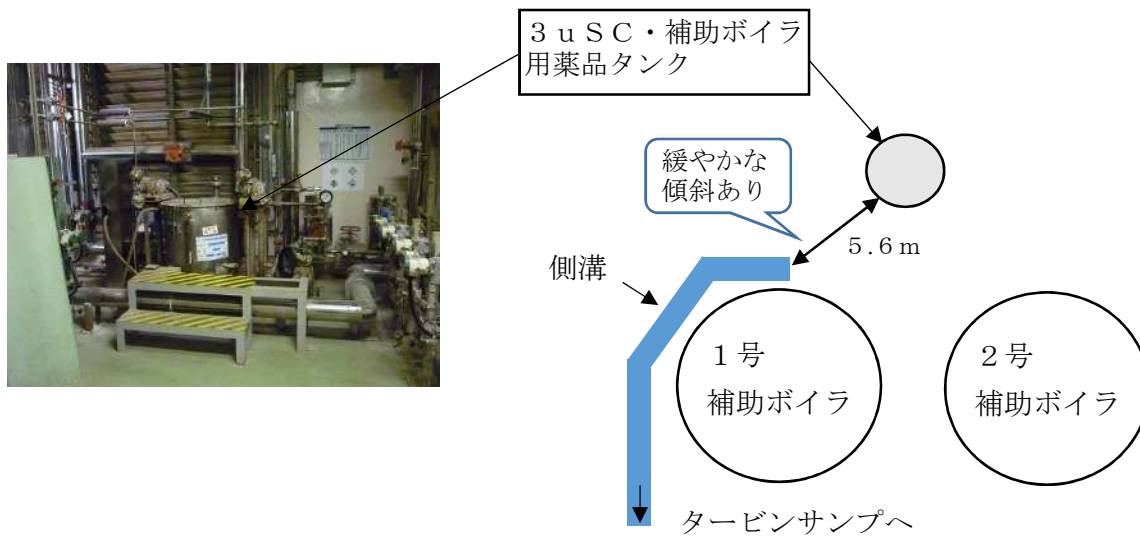 ３ｕＳＣ・補助ボイラ
用薬品タンク
緩やかな
傾斜あり
５.６ｍ
側溝
１号
補助ボイラ
２号
補助ボイラ
タービンサンプへ